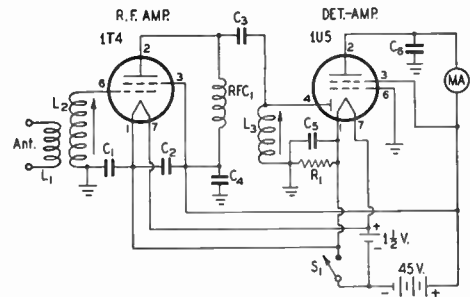 R.F. AMP. DET.-AMP.
1T4 C3 1U5
2 2 C6
6 3 RFC1 4 3 6 MA
L2 L3
1 7 C5 1 7
Ant. C1 C2 R1
L1 C4
+ 1½ V. -
S1 45 V.
- +